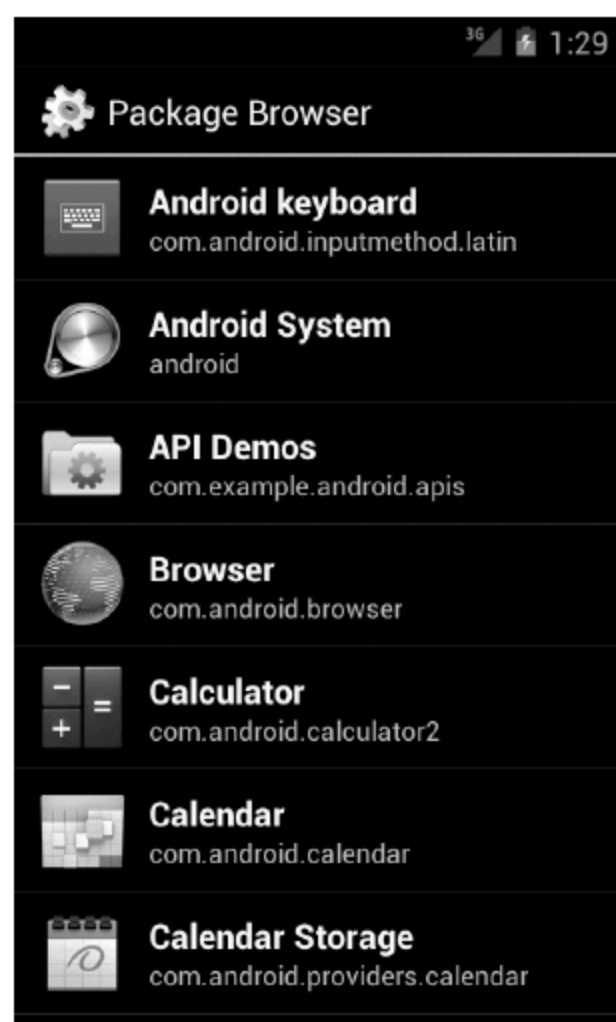 3G 1:29
Package Browser
Android keyboard
com.android.inputmethod.latin
Android System
android
API Demos
com.example.android.apis
Browser
com.android.browser
Calculator
com.android.calculator2
Calendar
com.android.calendar
Calendar Storage
com.android.providers.calendar